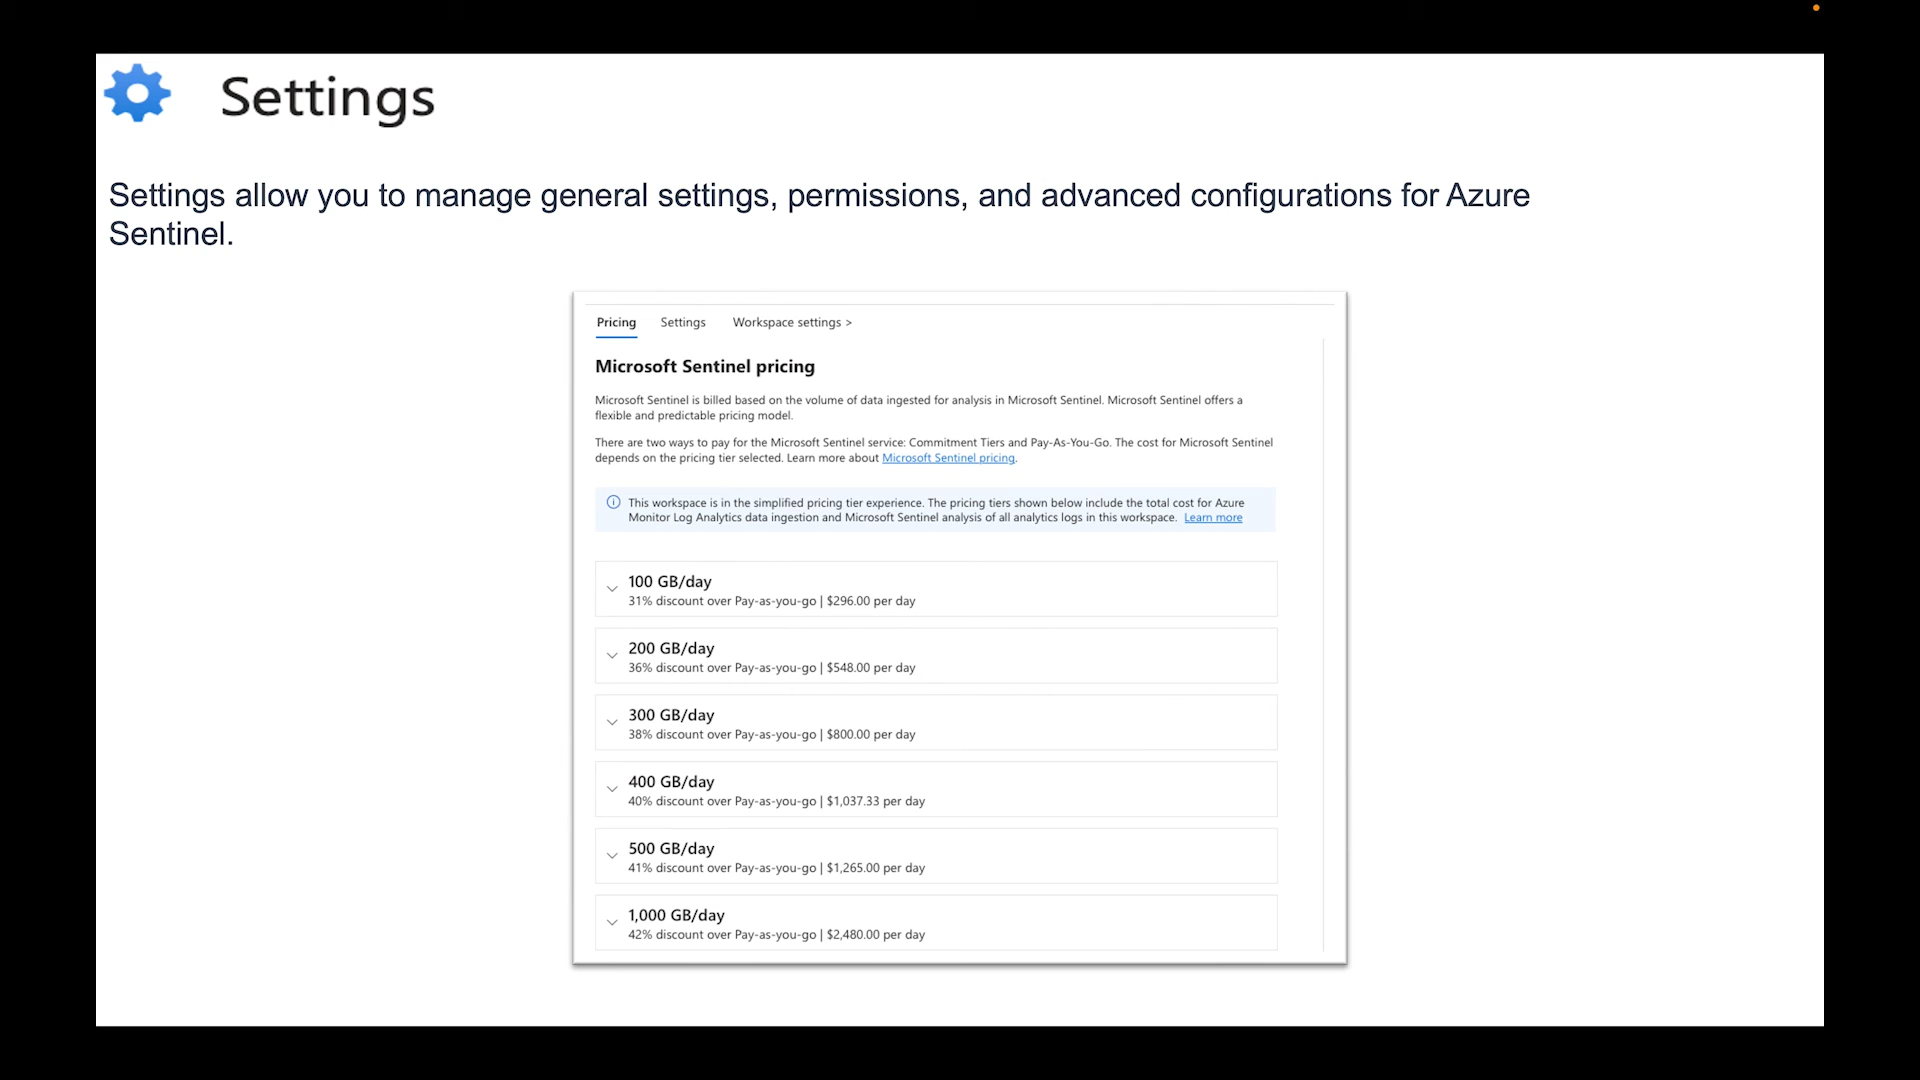 Settings
Settings allow you to manage general settings, permissions, and advanced configurations for Azure
Sentinel.
Pricing Settings Workspace settings >
Microsoft Sentinel pricing
Microsoft Sentinel is billed based on the volume of data ingested for analysis in Microsoft Sentinel. Microsoft Sentinel offers a
flexible and predictable pricing model.
There are two ways to pay for the Microsoft Sentinel service: Commitment Tiers and Pay-As-You-Go. The cost for Microsoft Sentinel
depends on the pricing tier selected. Learn more about Microsoft Sentinel pricing.
This workspace is in the simplified pricing tier experience. The pricing tiers shown below include the total cost for Azure
Monitor Log Analytics data ingestion and Microsoft Sentinel analysis of all analytics logs in this workspace. Learn more
100 GB/day
31% discount over Pay-as-you-go | $296.00 per day
200 GB/day
36% discount over Pay-as-you-go | $548.00 per day
300 GB/day
38% discount over Pay-as-you-go | $800.00 per day
400 GB/day
40% discount over Pay-as-you-go | $1,037.33 per day
500 GB/day
41% discount over Pay-as-you-go | $1,265.00 per day
1,000 GB/day
42% discount over Pay-as-you-go | $2,480.00 per day